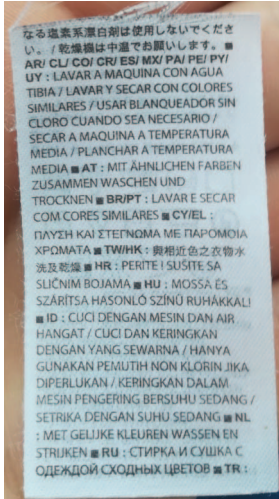 なる塩素系漂白剤は使用しないでくださ
い。/ 乾燥機は中温でお願いします。■
AR/ CL/ CO/ CR/ ES/ MX/ PA/ PE/ PY/
UY : LAVAR A MAQUINA CON AGUA
TIBIA / LAVAR Y SECAR CON COLORES
SIMILARES / USAR BLANQUEADOR SIN
CLORO CUANDO SEA NECESARIO /
SECAR A MAQUINA A TEMPERATURA
MEDIA / PLANCHAR A TEMPERATURA
MEDIA ■ AT : MIT ÄHNLICHEN FARBEN
ZUSAMMEN WASCHEN UND
TROCKNEN ■ BR/PT : LAVAR E SECAR
COM CORES SIMILARES ■ CY/EL :
ΠΛΥΣΗ ΚΑΙ ΣΤΕΓΝΩΜΑ ΜΕ ΠΑΡΟΜΟΙΑ
ΧΡΩΜΑΤΑ ■ TW/HK : 與相近色之衣物水
洗及乾燥 ■ HR : PERITE I SUŠITE SA
SLIČNIM BOJAMA ■ HU : MOSSA ÉS
SZÁRÍTSA HASONLÓ SZÍNŰ RUHÁKKAL!
■ ID : CUCI DENGAN MESIN DAN AIR
HANGAT / CUCI DAN KERINGKAN
DENGAN YANG SEWARNA / HANYA
GUNAKAN PEMUTIH NON KLORIN JIKA
DIPERLUKAN / KERINGKAN DALAM
MESIN PENGERING BERSUHU SEDANG /
SETRIKA DENGAN SUHU SEDANG ■ NL
: MET GELIJKE KLEUREN WASSEN EN
STRIJKEN ■ RU : СТИРКА И СУШКА С
ОДЕЖДОЙ СХОДНЫХ ЦВЕТОВ ■ TR :